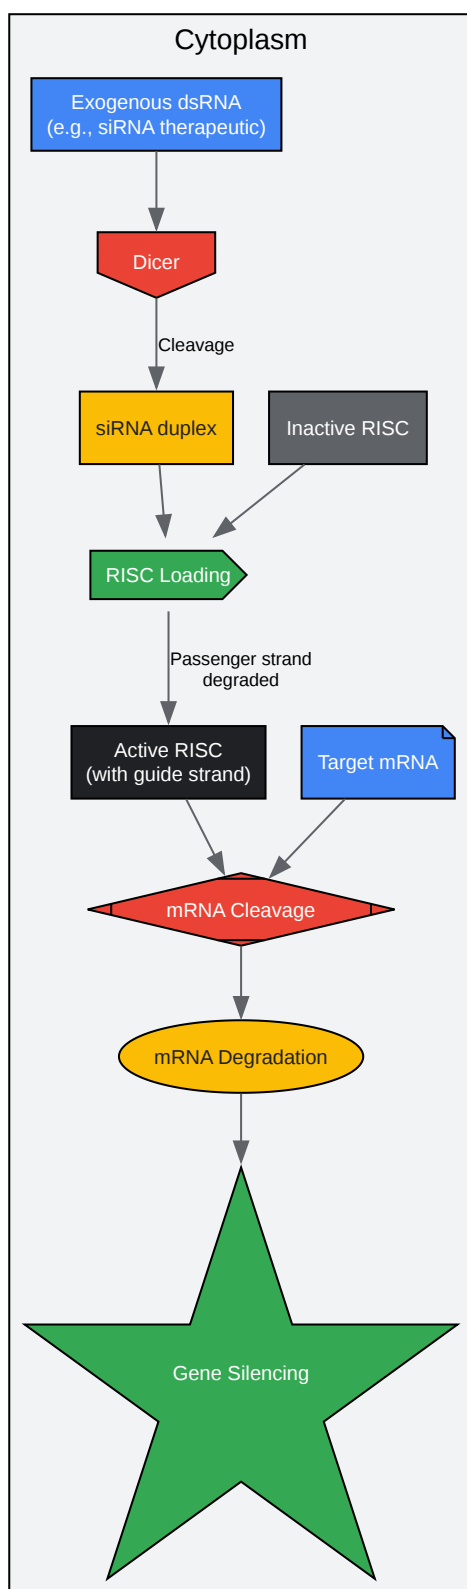 Cytoplasm
Exogenous dsRNA
(e.g., siRNA therapeutic)
Dicer
Cleavage
siRNA duplex
Inactive RISC
RISC Loading
Passenger strand
degraded
Active RISC
(with guide strand)
Target mRNA
mRNA Cleavage
mRNA Degradation
Gene Silencing